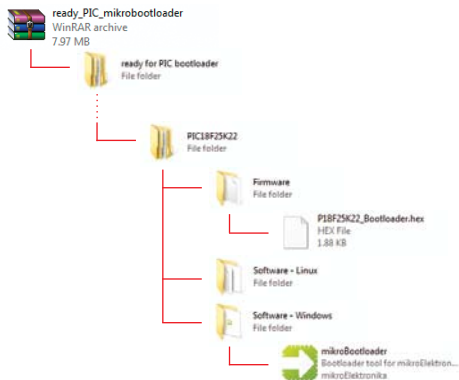 ready_PIC_mikrobootloader
WinRAR archive
7.97 MB
ready for PIC bootloader
File folder
PIC18F25K22
File folder
Firmware
File folder
P18F25K22_Bootloader.hex
HEX File
1.88 KB
Software - Linux
File folder
Software - Windows
File folder
mikroBootloader
Bootloader tool for mikroElektron...
mikroElektronika